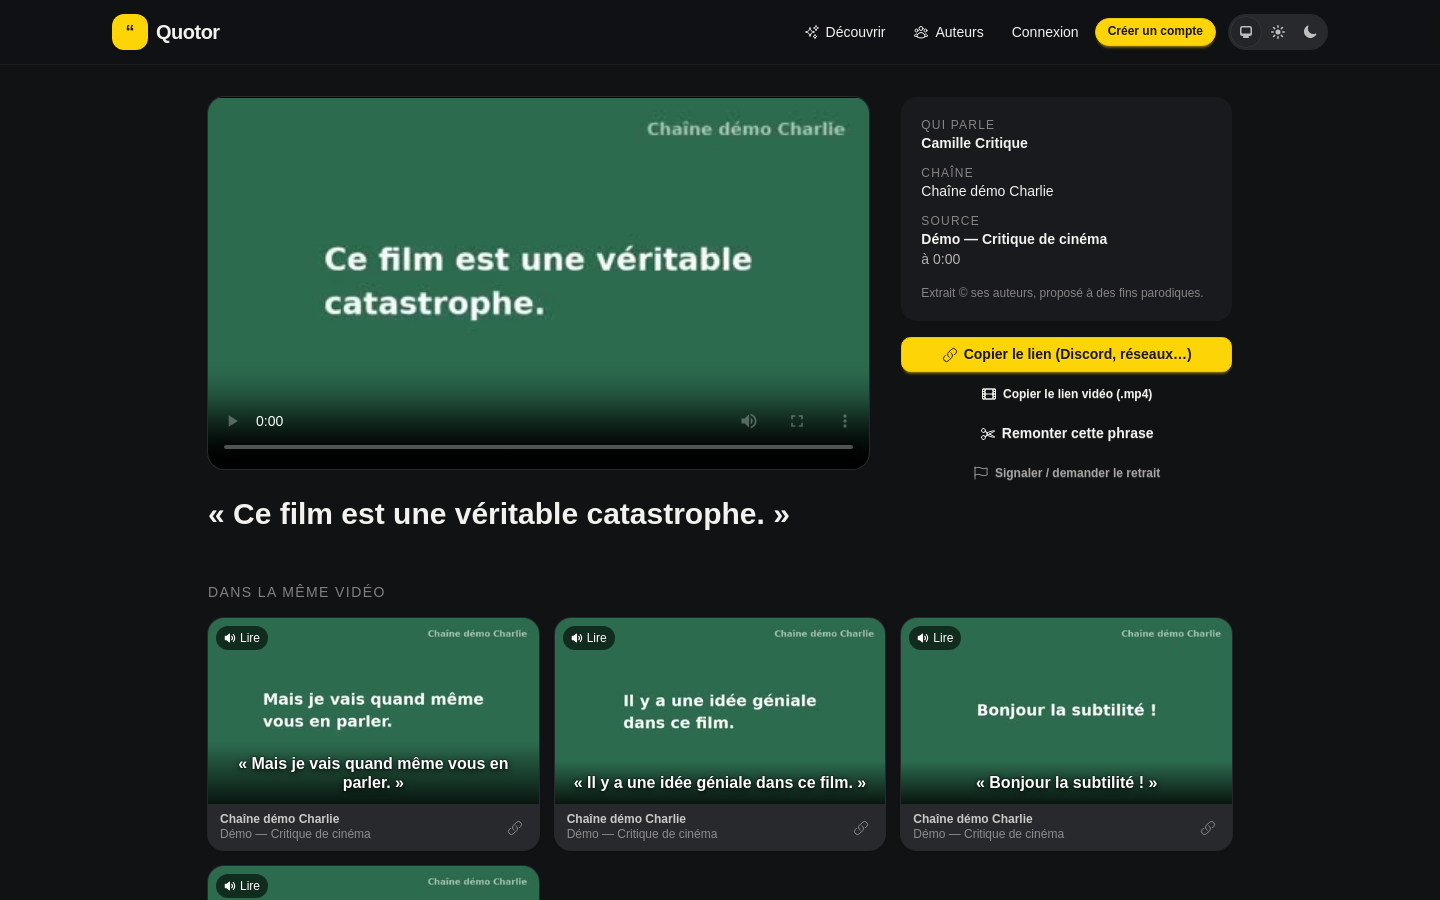 “ Quotor
Découvrir
Auteurs
Connexion
Créer un compte
Chaîne démo Charlie
Ce film est une véritable
catastrophe.
0:00
« Ce film est une véritable catastrophe. »
QUI PARLE
Camille Critique
CHAÎNE
Chaîne démo Charlie
SOURCE
Démo — Critique de cinéma
à 0:00
Extrait © ses auteurs, proposé à des fins parodiques.
Copier le lien (Discord, réseaux…)
Copier le lien vidéo (.mp4)
Remonter cette phrase
Signaler / demander le retrait
DANS LA MÊME VIDÉO
Lire
Chaîne démo Charlie
Mais je vais quand même
vous en parler.
« Mais je vais quand même vous en
parler. »
Chaîne démo Charlie
Démo — Critique de cinéma
Lire
Chaîne démo Charlie
Il y a une idée géniale
dans ce film.
« Il y a une idée géniale dans ce film. »
Chaîne démo Charlie
Démo — Critique de cinéma
Lire
Chaîne démo Charlie
Bonjour la subtilité !
« Bonjour la subtilité ! »
Chaîne démo Charlie
Démo — Critique de cinéma
Lire
Chaîne démo Charlie